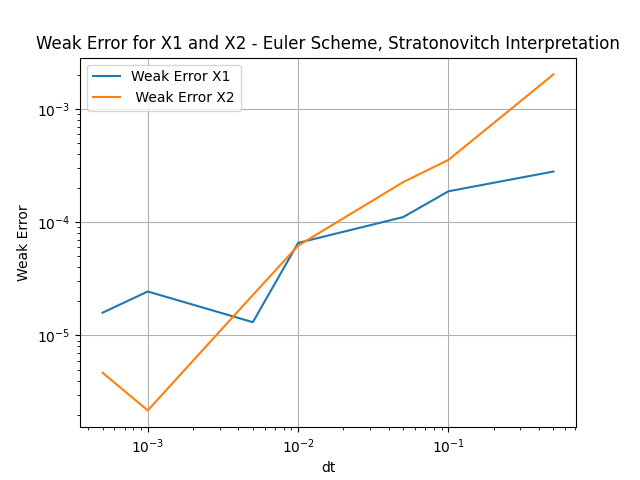 Weak Error for X1 and X2 - Euler Scheme, Stratonovitch Interpretation
Weak Error X1
Weak Error X2
Weak Error
10⁻³
10⁻⁴
10⁻⁵
10⁻³ 10⁻² 10⁻¹
dt